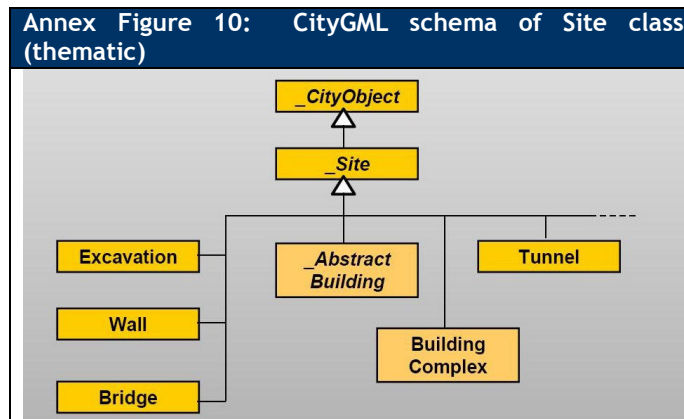 Annex Figure 10: CityGML schema of Site class
(thematic)
_CityObject
_Site
Excavation
_Abstract
Building
Tunnel
Wall
Building
Complex
Bridge